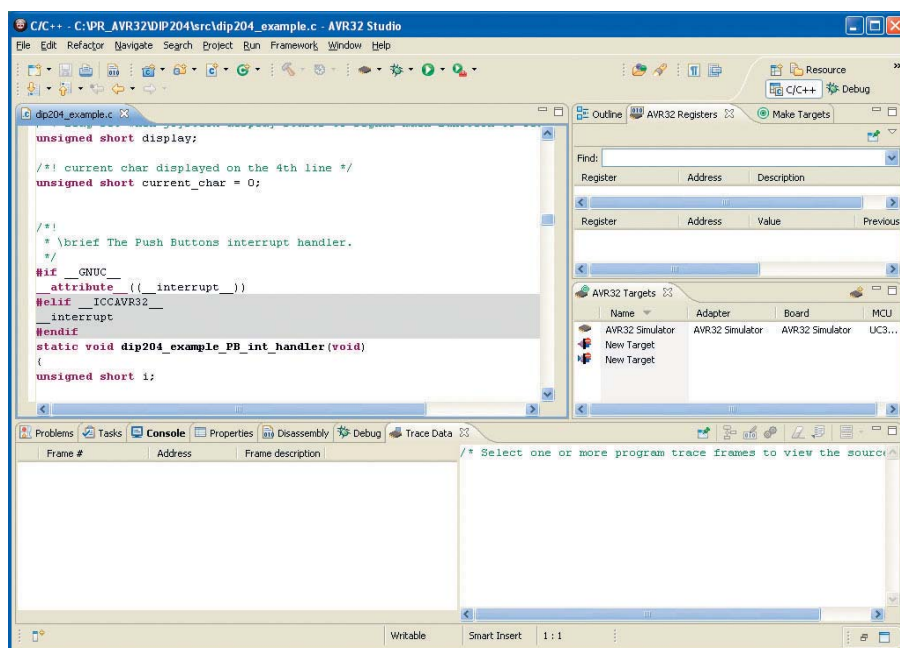 C/C++ - C:\PR_AVR32\DIP204\src\dip204_example.c - AVR32 Studio
File Edit Refactor Navigate Search Project Run Framework Window Help
Resource
C/C++ Debug
dip204_example.c
unsigned short display;
/*! current char displayed on the 4th line */
unsigned short current_char = 0;
/*!
* \brief The Push Buttons interrupt handler.
*/
#if __GNUC__
__attribute__((__interrupt__))
#elif __ICCAVR32__
__interrupt
#endif
static void dip204_example_PB_int_handler(void)
{
unsigned short i;
Outline AVR32 Registers Make Targets
Find:
Register Address Description
Register Address Value Previous
AVR32 Targets
Name Adapter Board MCU
AVR32 Simulator AVR32 Simulator AVR32 Simulator UC3...
New Target
New Target
Problems Tasks Console Properties Disassembly Debug Trace Data
Frame # Address Frame description
/* Select one or more program trace frames to view the source
Writable Smart Insert 1 : 1